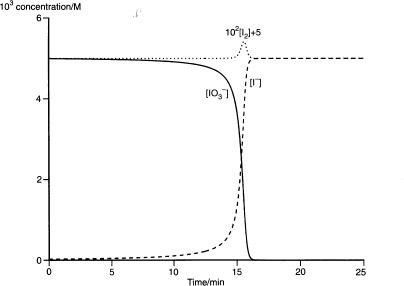 10³ concentration/M
6
10²[I₂]+5
[I⁻]
4
[IO₃⁻]
2
0
0 5 10 15 20 25
Time/min